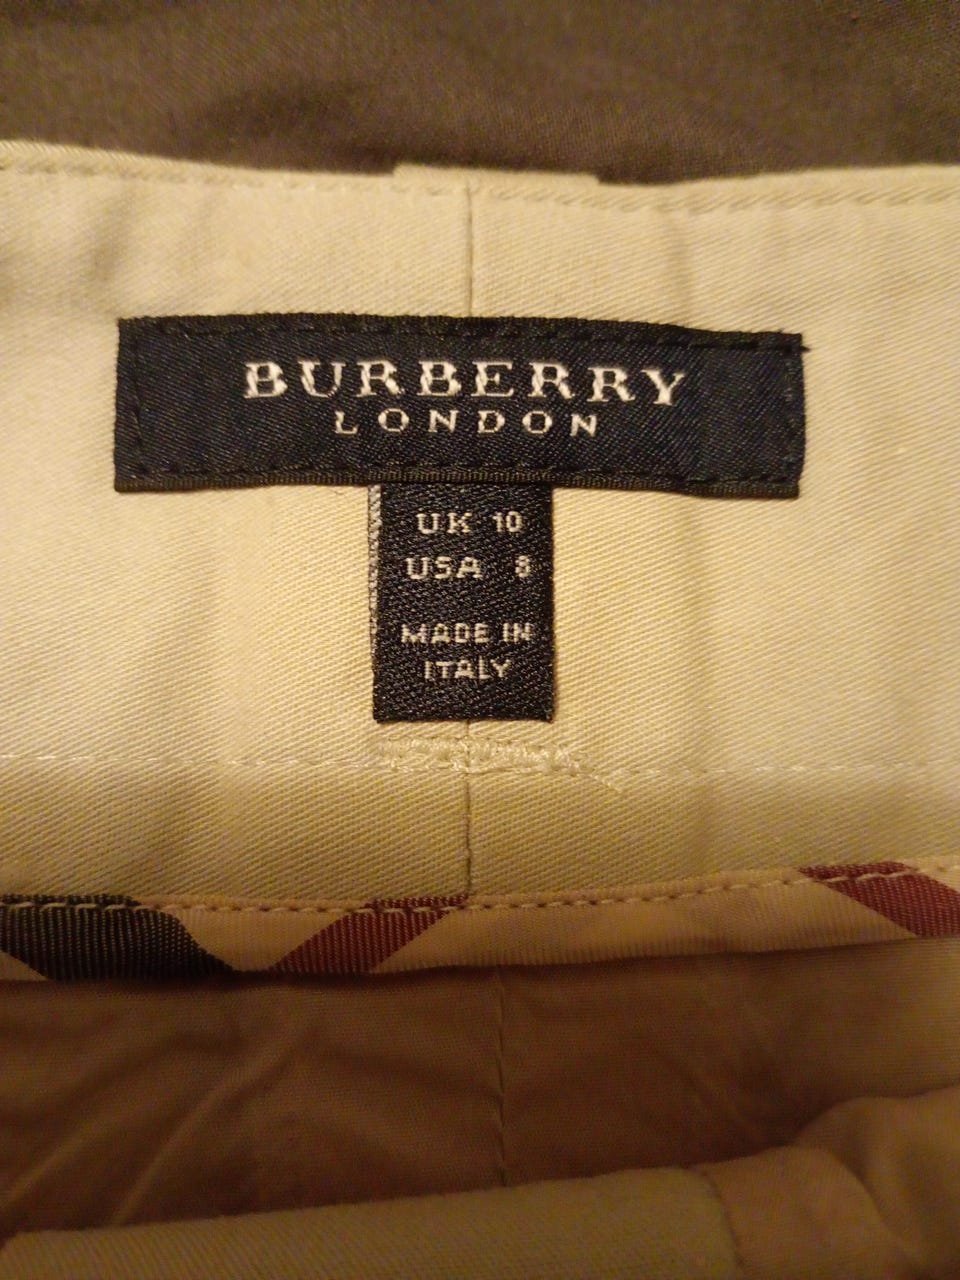 BURBERRY
LONDON
UK 10
USA 8
MADE IN
ITALY